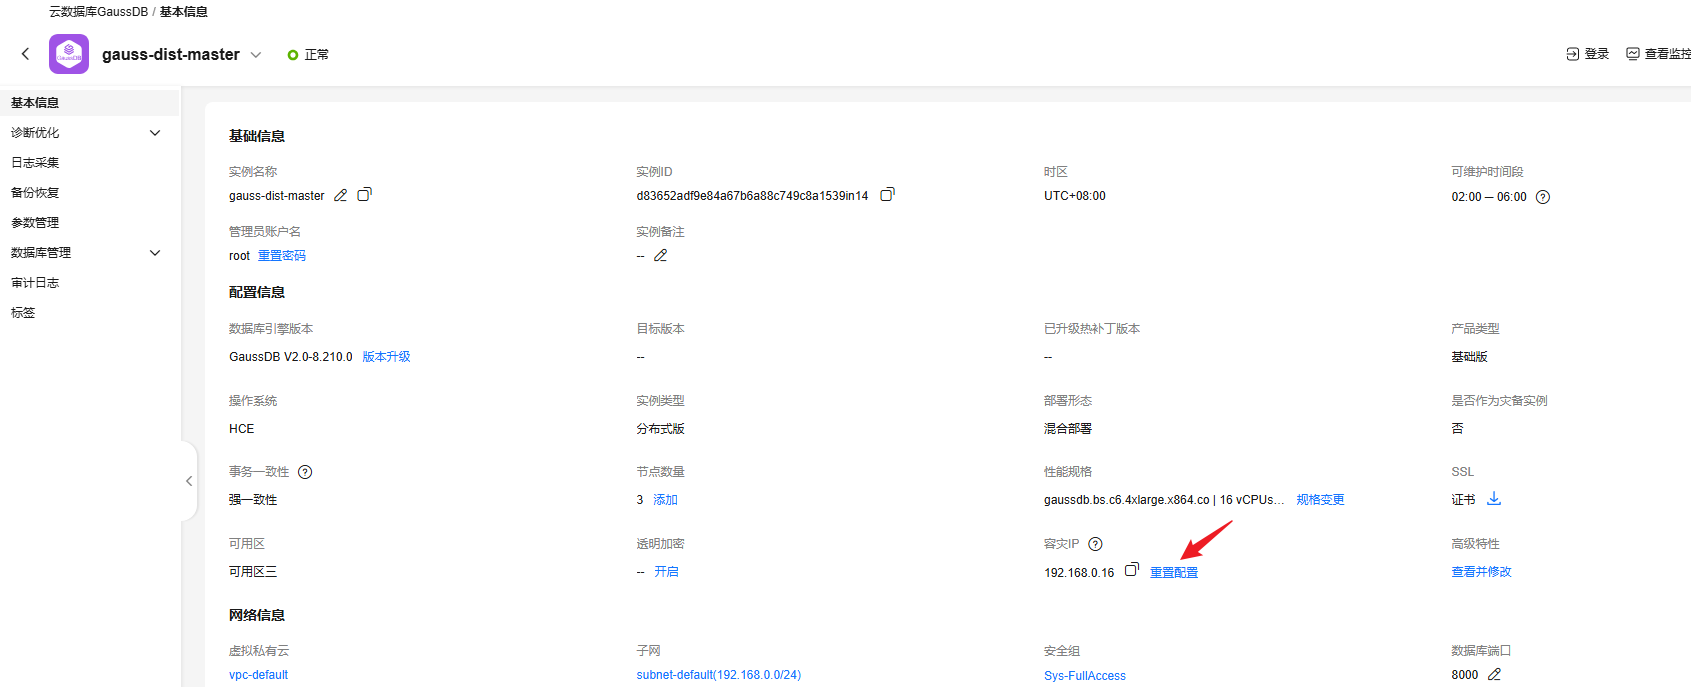 云数据库GaussDB / 基本信息
gauss-dist-master 正常 登录 查看监控
基本信息
诊断优化
日志采集
备份恢复
参数管理
数据库管理
审计日志
标签
基础信息
实例名称 实例ID 时区 可维护时间段
gauss-dist-master d83652adf9e84a67b6a88c749c8a1539in14 UTC+08:00 02:00 — 06:00
管理员账户名 实例备注
root 重置密码 --
配置信息
数据库引擎版本 目标版本 已升级热补丁版本 产品类型
GaussDB V2.0-8.210.0 版本升级 -- -- 基础版
操作系统 实例类型 部署形态 是否作为灾备实例
HCE 分布式版 混合部署 否
事务一致性 节点数量 性能规格 SSL
强一致性 3 添加 gaussdb.bs.c6.4xlarge.x864.co | 16 vCPUs... 规格变更 证书
可用区 透明加密 容灾IP 高级特性
可用区三 -- 开启 192.168.0.16 重置配置 查看并修改
网络信息
虚拟私有云 子网 安全组 数据库端口
vpc-default subnet-default(192.168.0.0/24) Sys-FullAccess 8000